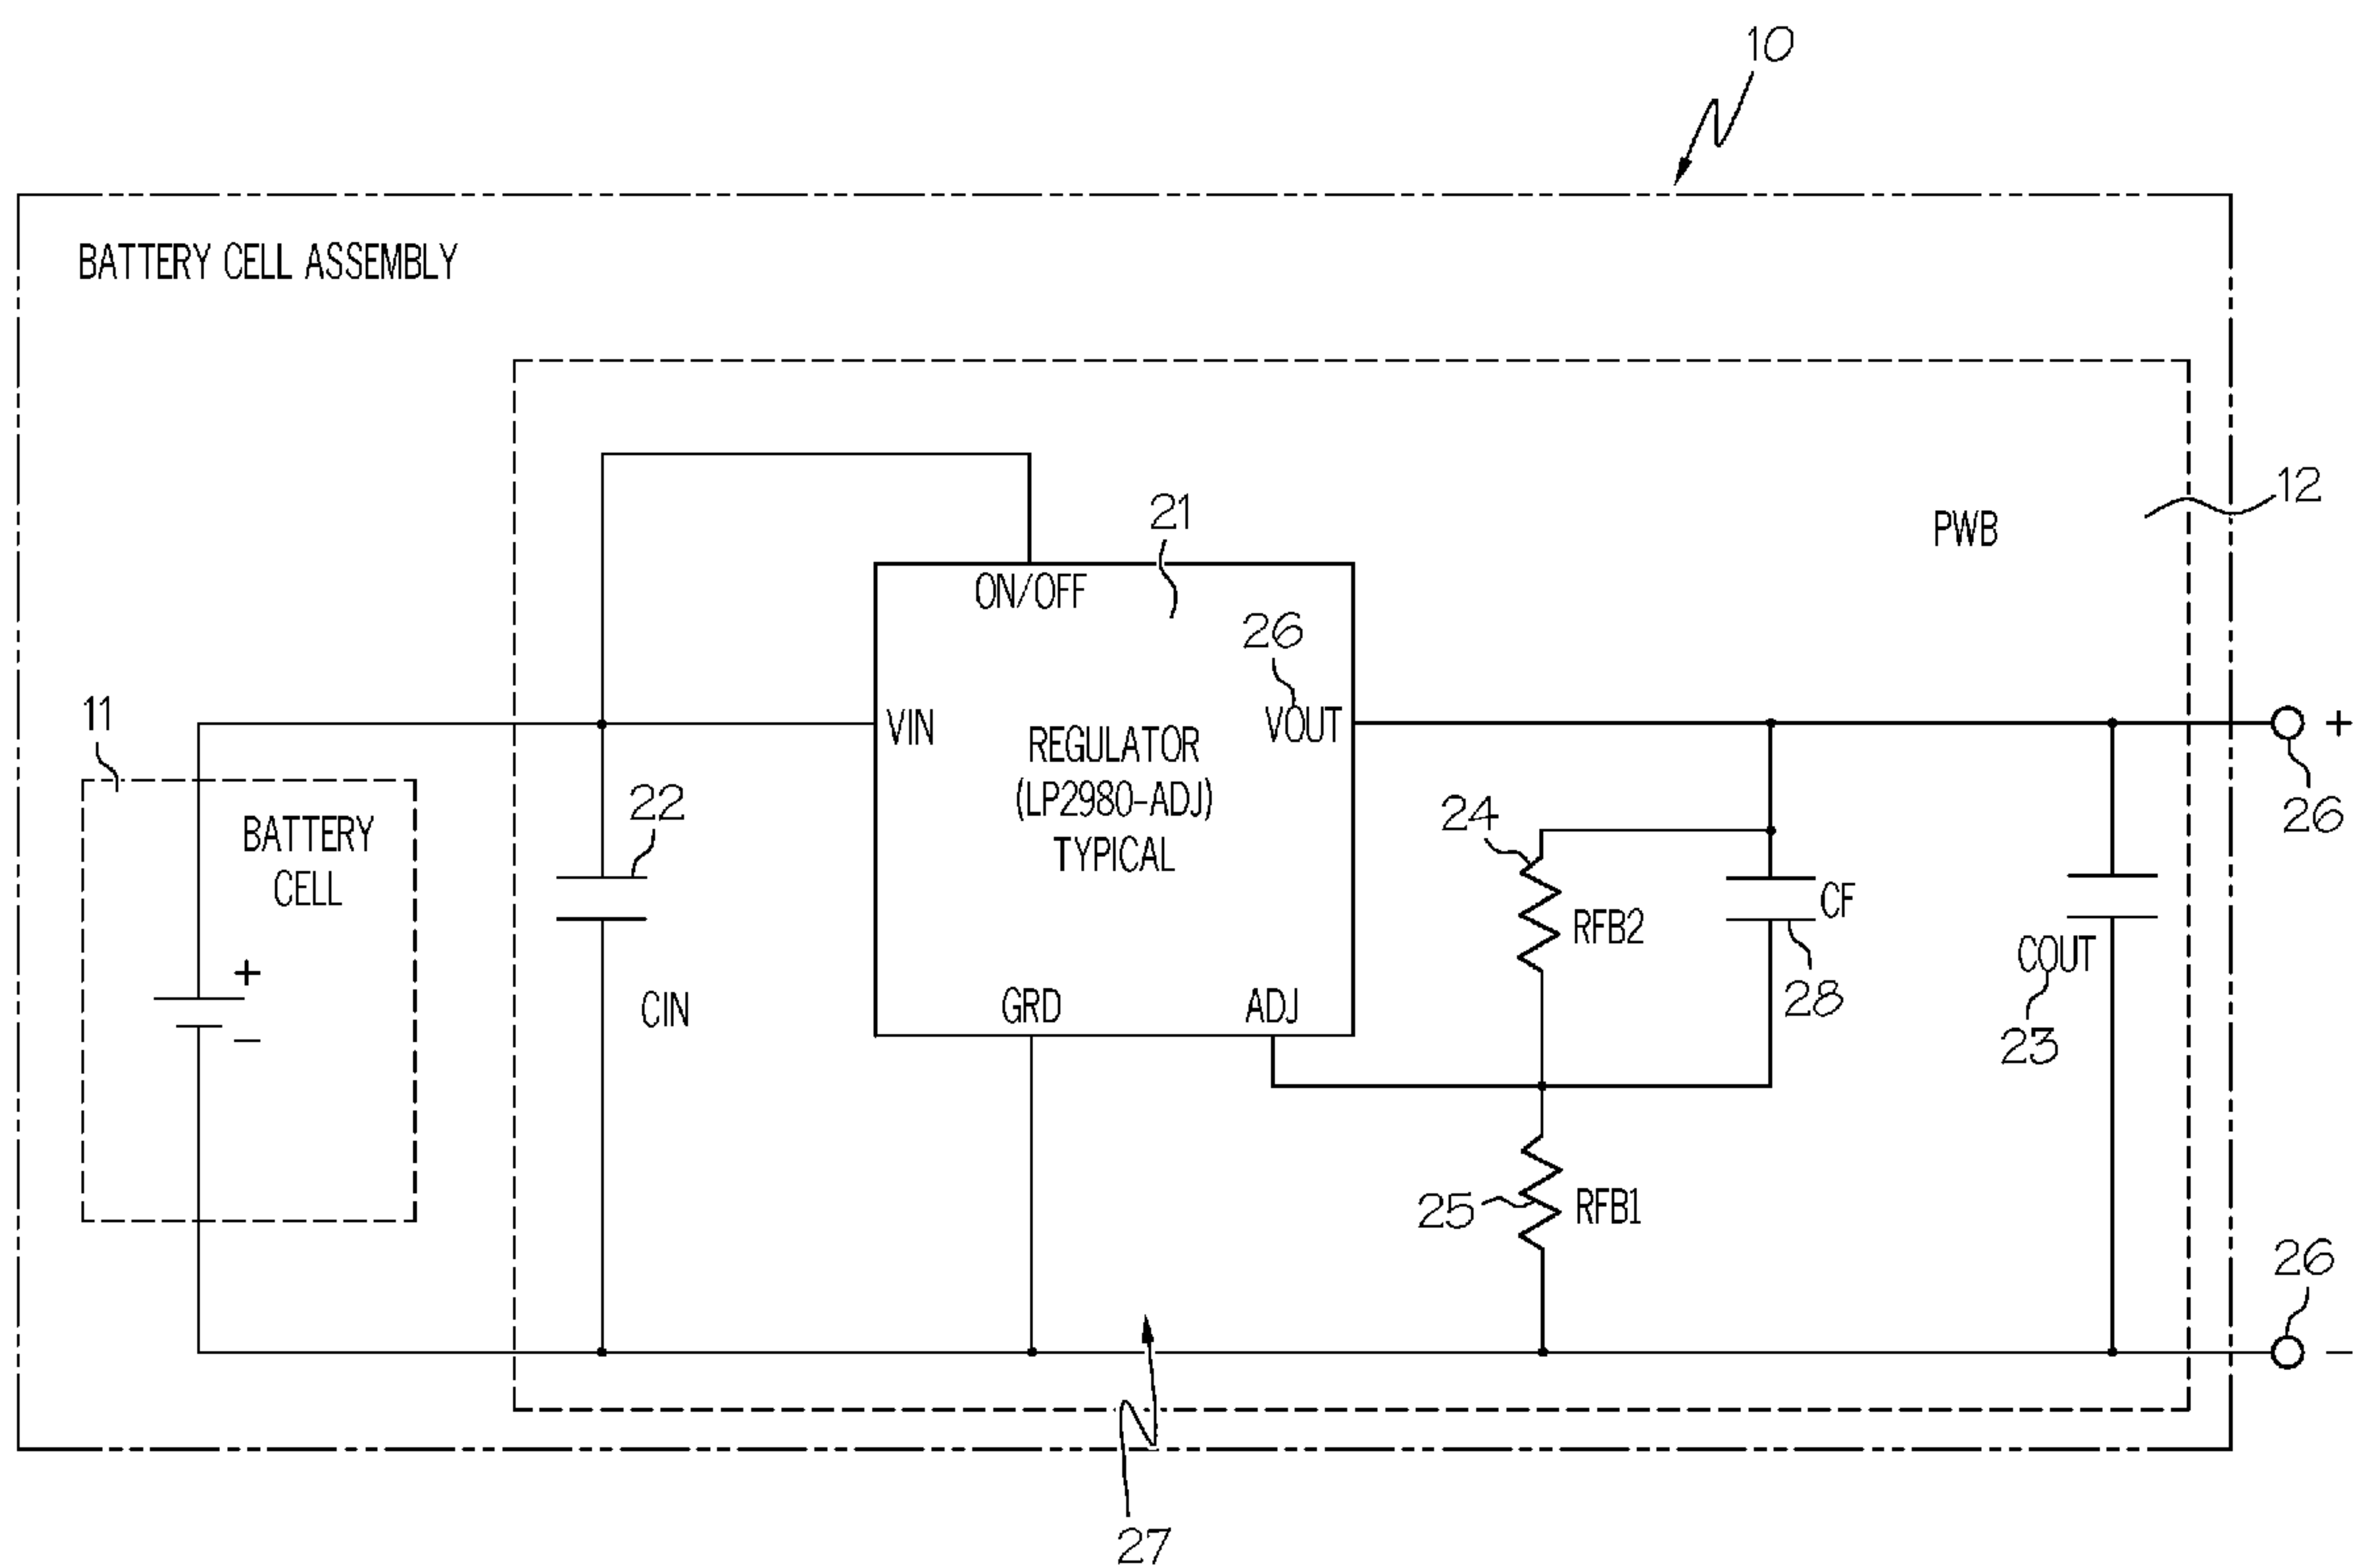 10
BATTERY CELL ASSEMBLY
12
PWB
21
ON/OFF
26
11
VIN
VOUT
+
REGULATOR
(LP2980-ADJ)
TYPICAL
26
BATTERY
CELL
22
24
CF
RFB2
COUT
28
+
−
CIN
GRD
ADJ
23
25
RFB1
26
−
27